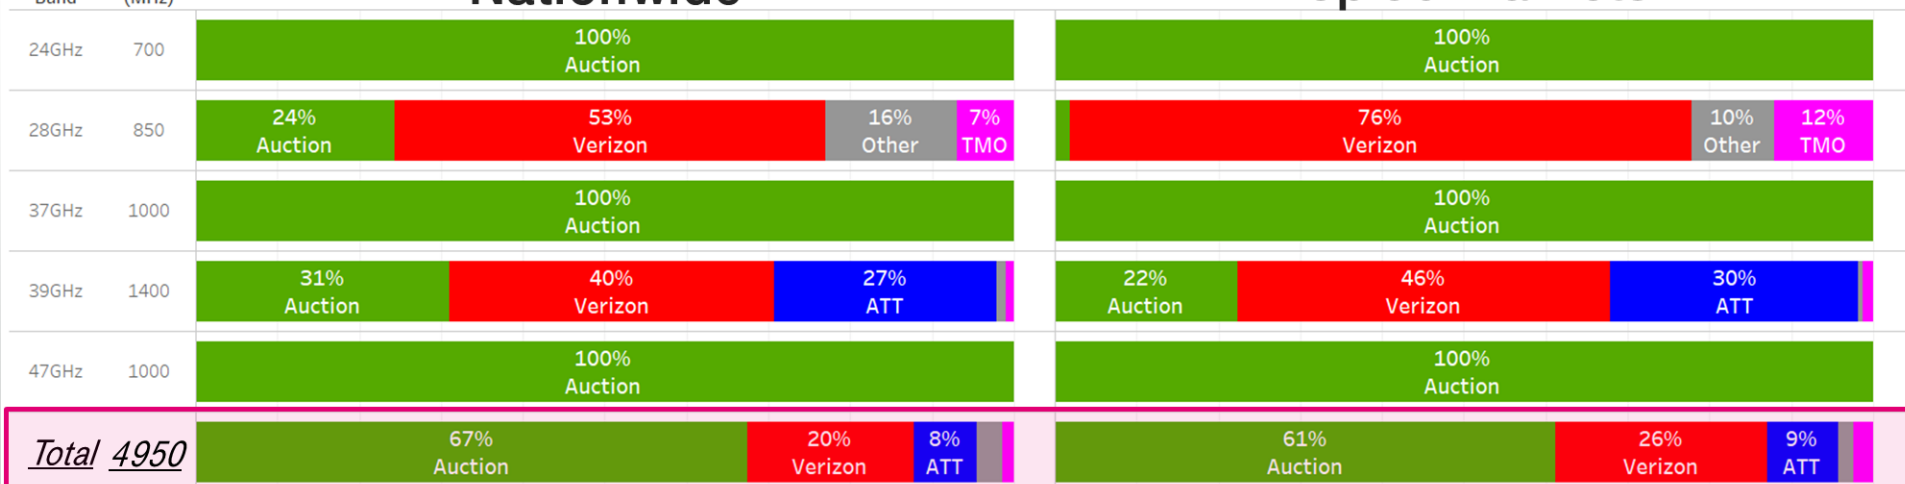 Band (MHz) Nationwide
24GHz 700 100% 100%
Auction Auction
28GHz 850 24% 53% 16% 7% 76% 10% 12%
Auction Verizon Other TMO Verizon Other TMO
37GHz 1000 100% 100%
Auction Auction
39GHz 1400 31% 40% 27% 22% 46% 30%
Auction Verizon ATT Auction Verizon ATT
47GHz 1000 100% 100%
Auction Auction
Total 4950 67% 20% 8% 61% 26% 9%
Auction Verizon ATT Auction Verizon ATT